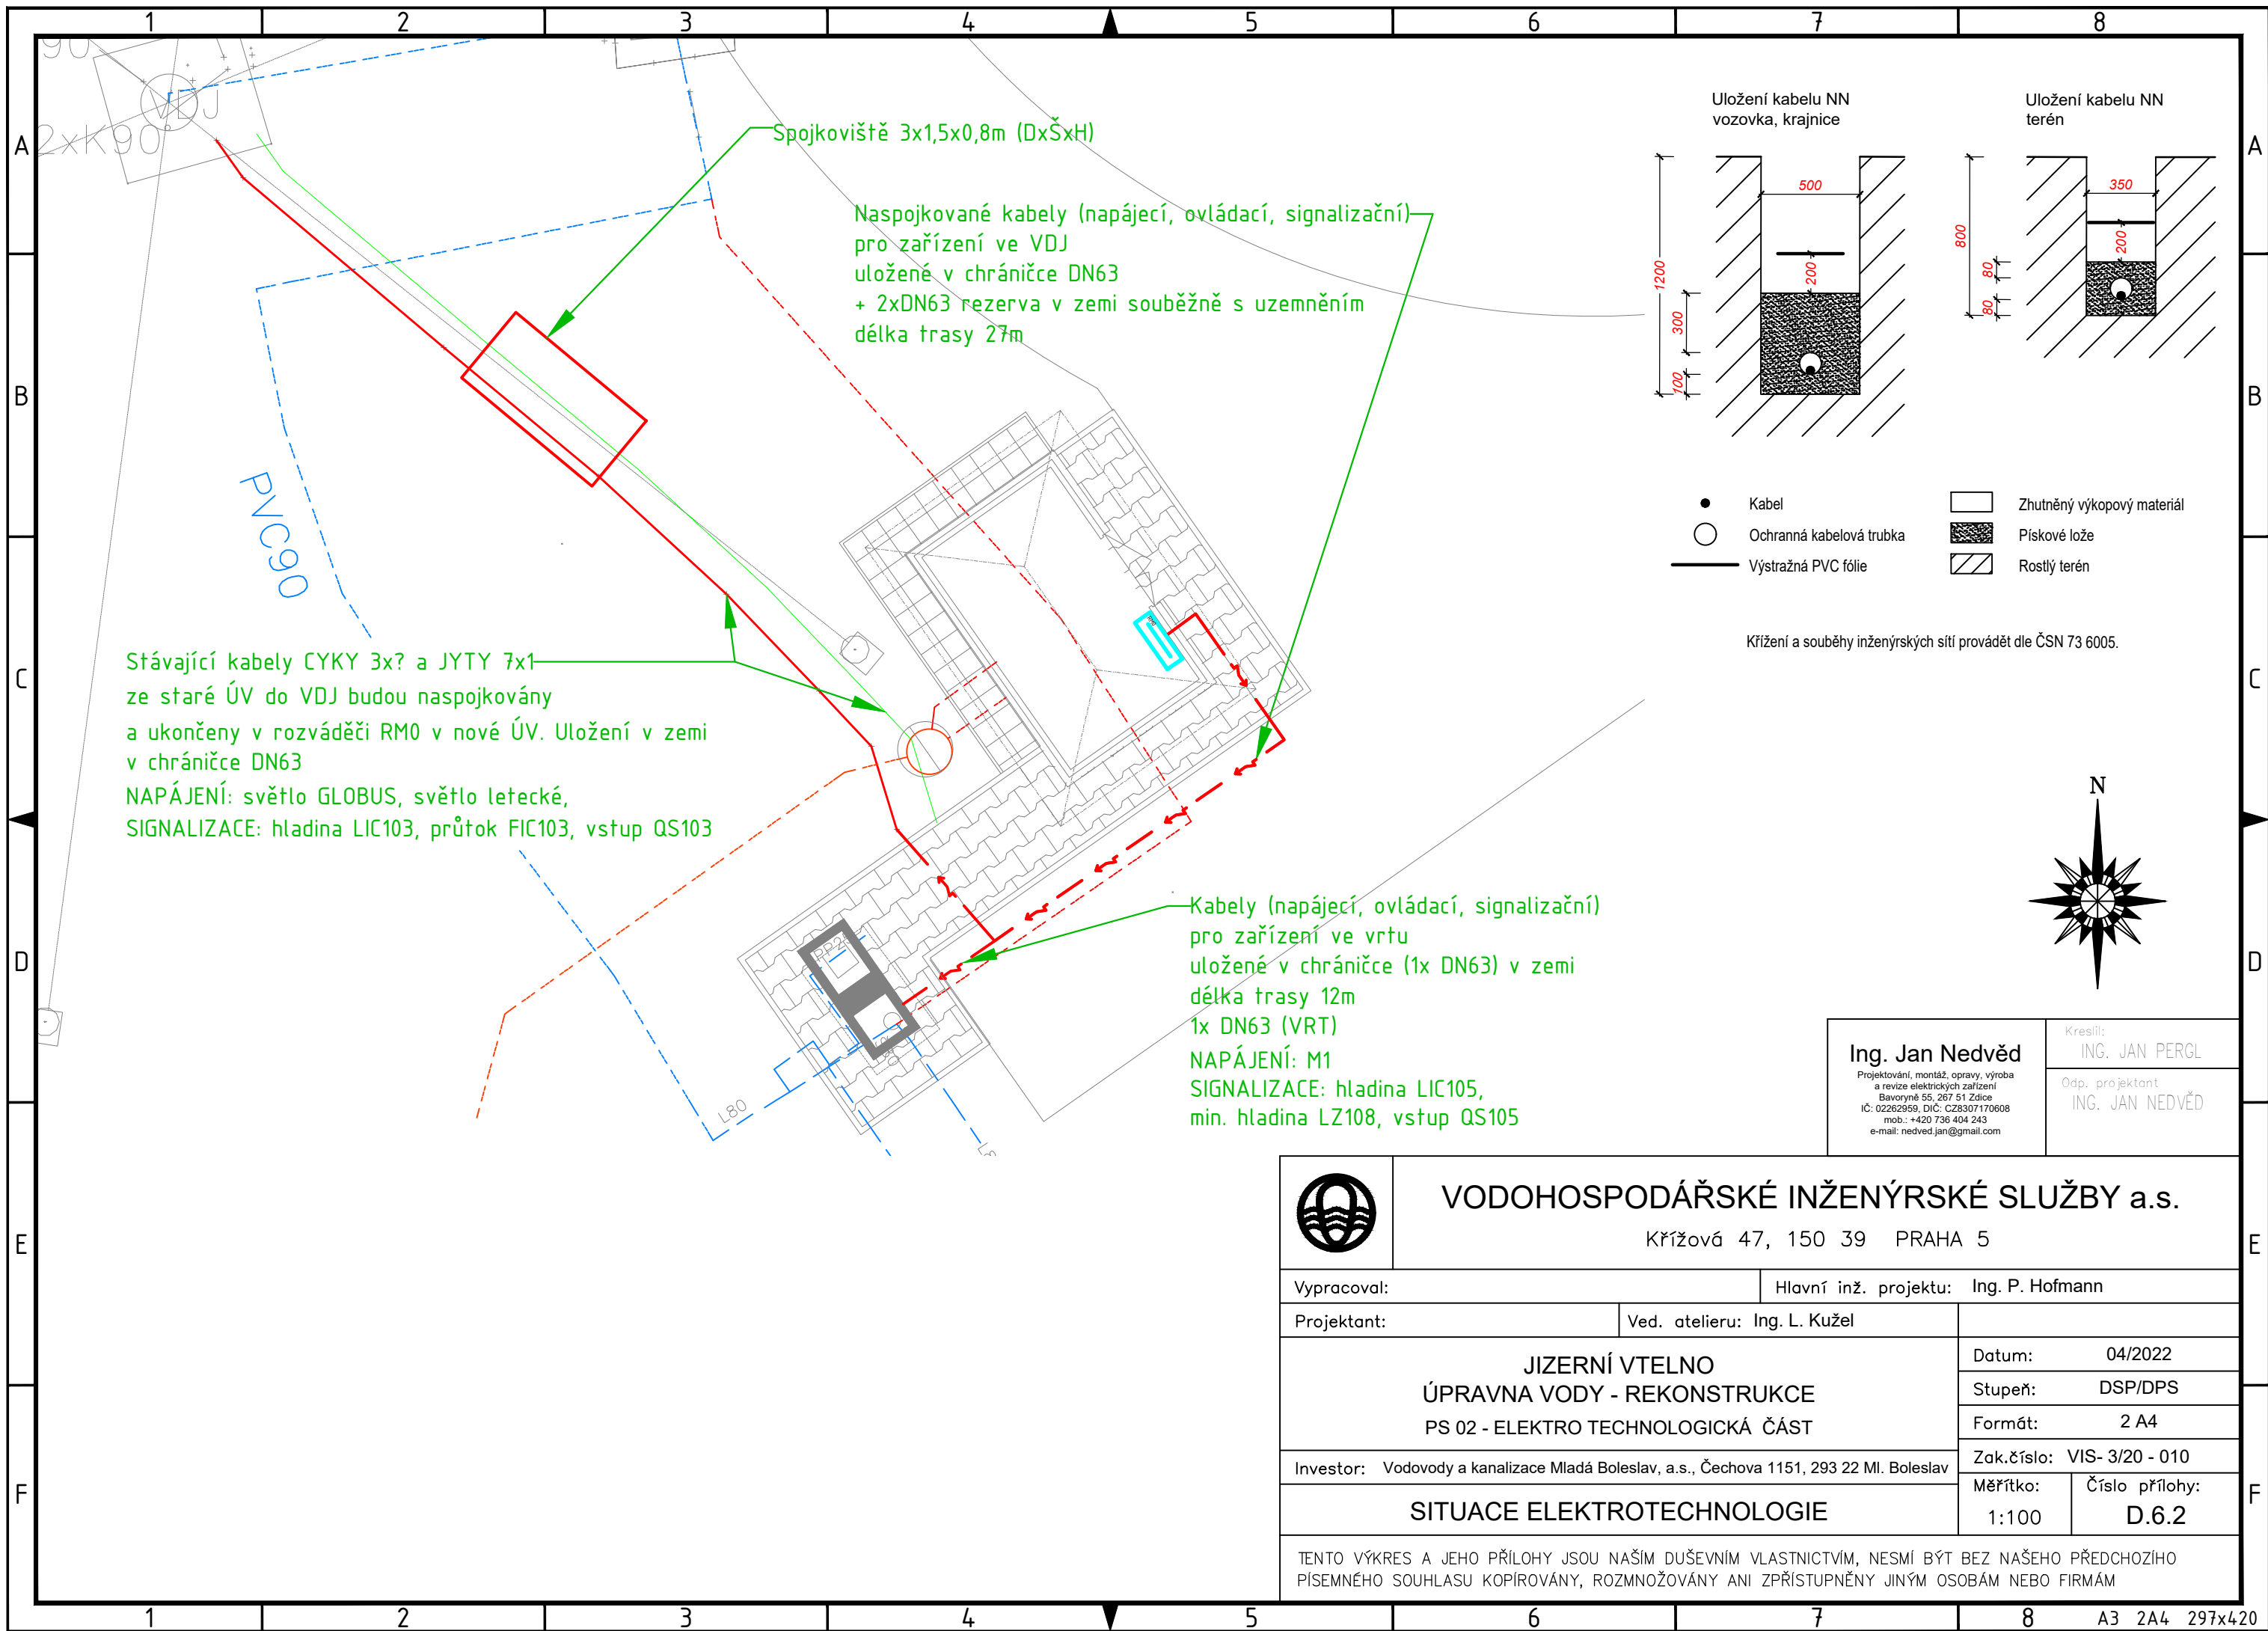 1 2 3 4 5 6 7 8
A
B
C
D
E
F
A
B
C
D
E
F
90
VDJ
2xK90°
Spojkoviště 3x1,5x0,8m (DxŠxH)
Naspojkované kabely (napájecí, ovládací, signalizační)
pro zařízení ve VDJ
uložené v chráničce DN63
+ 2xDN63 rezerva v zemi souběžně s uzemněním
délka trasy 27m
PVC90
Stávající kabely CYKY 3x? a JYTY 7x1
ze staré ÚV do VDJ budou naspojkovány
a ukončeny v rozváděči RM0 v nové ÚV. Uložení v zemi
v chráničce DN63
NAPÁJENÍ: světlo GLOBUS, světlo letecké,
SIGNALIZACE: hladina LIC103, průtok FIC103, vstup QS103
RM0
Kabely (napájecí, ovládací, signalizační)
pro zařízení ve vrtu
uložené v chráničce (1x DN63) v zemi
délka trasy 12m
1x DN63 (VRT)
NAPÁJENÍ: M1
SIGNALIZACE: hladina LIC105,
min. hladina LZ108, vstup QS105
L80
Uložení kabelu NN
vozovka, krajnice
500
1200
200
300
100
Uložení kabelu NN
terén
350
800
200
80
80
Kabel
Ochranná kabelová trubka
Výstražná PVC fólie
Zhutněný výkopový materiál
Pískové lože
Rostlý terén
Křížení a souběhy inženýrských sítí provádět dle ČSN 73 6005.
N
Ing. Jan Nedvěd
Projektování, montáž, opravy, výroba
a revize elektrických zařízení
Bavoryně 55, 267 51 Zdice
IČ: 02262959, DIČ: CZ8307170608
mob.: +420 736 404 243
e-mail: nedved.jan@gmail.com
Kreslil:
ING. JAN PERGL
Odp. projektant
ING. JAN NEDVĚD
VODOHOSPODÁŘSKÉ INŽENÝRSKÉ SLUŽBY a.s.
Křížová 47, 150 39 PRAHA 5
Vypracoval:
Hlavní inž. projektu: Ing. P. Hofmann
Projektant:
Ved. atelieru: Ing. L. Kužel
JIZERNÍ VTELNO
ÚPRAVNA VODY - REKONSTRUKCE
PS 02 - ELEKTRO TECHNOLOGICKÁ ČÁST
Datum: 04/2022
Stupeň: DSP/DPS
Formát: 2 A4
Zak.číslo: VIS- 3/20 - 010
Investor: Vodovody a kanalizace Mladá Boleslav, a.s., Čechova 1151, 293 22 Ml. Boleslav
Měřítko:
1:100
Číslo přílohy:
D.6.2
SITUACE ELEKTROTECHNOLOGIE
TENTO VÝKRES A JEHO PŘÍLOHY JSOU NAŠÍM DUŠEVNÍM VLASTNICTVÍM, NESMÍ BÝT BEZ NAŠEHO PŘEDCHOZÍHO
PÍSEMNÉHO SOUHLASU KOPÍROVÁNY, ROZMNOŽOVÁNY ANI ZPŘÍSTUPNĚNY JINÝM OSOBÁM NEBO FIRMÁM
1 2 3 4 5 6 7 8
A3 2A4 297x420